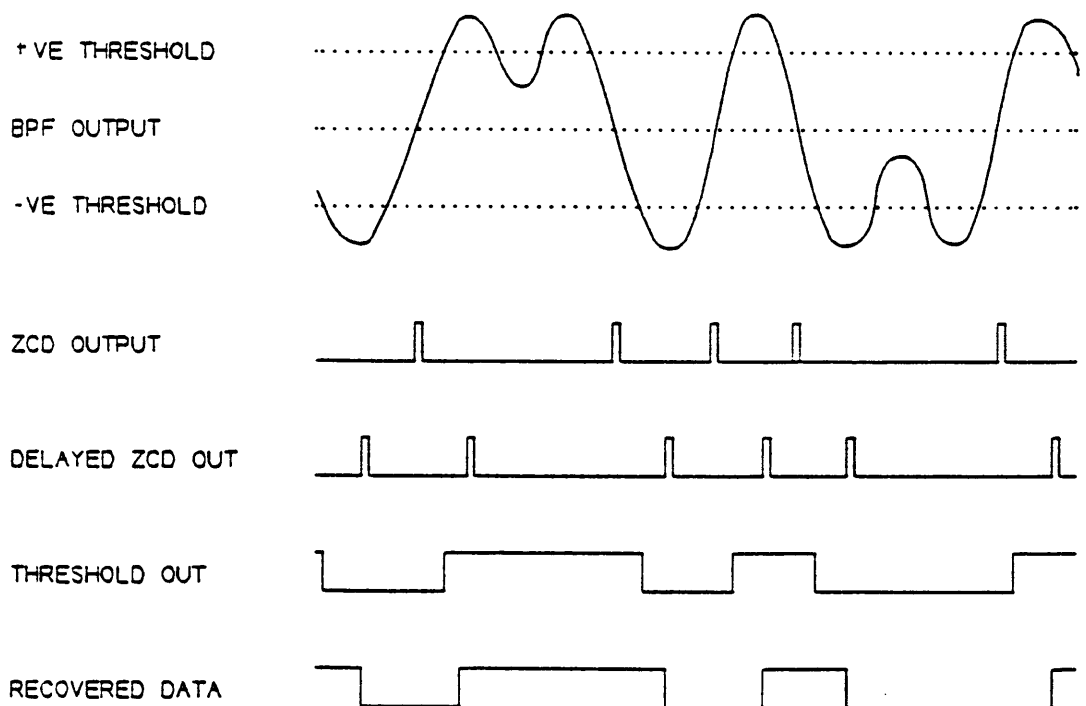 +VE THRESHOLD
BPF OUTPUT
-VE THRESHOLD
ZCD OUTPUT
DELAYED ZCD OUT
THRESHOLD OUT
RECOVERED DATA